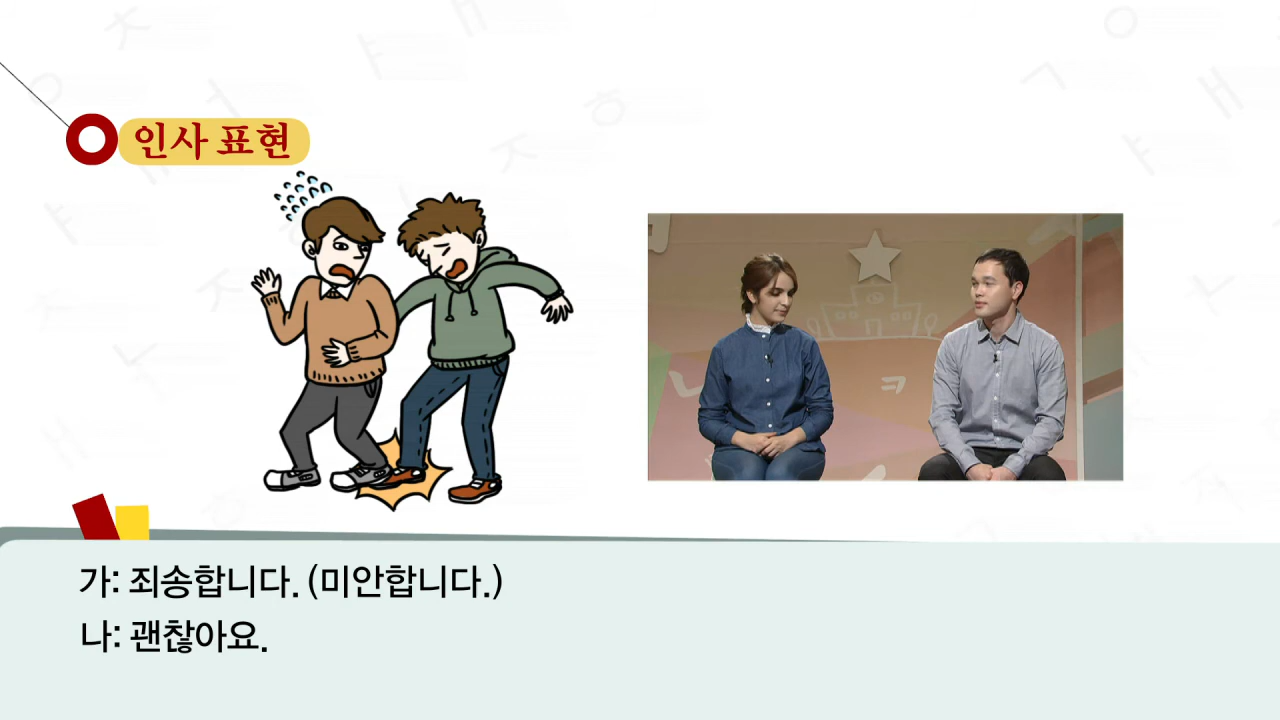 인사 표현
가: 죄송합니다. (미안합니다.)
나: 괜찮아요.